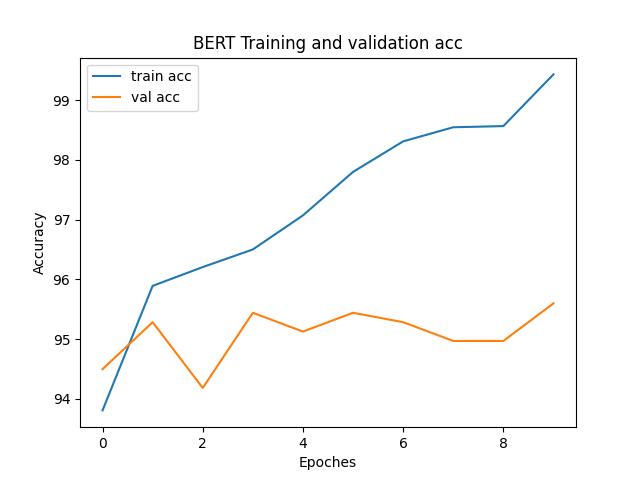 BERT Training and validation acc
train acc
val acc
Accuracy
99
98
97
96
95
94
0 2 4 6 8
Epoches